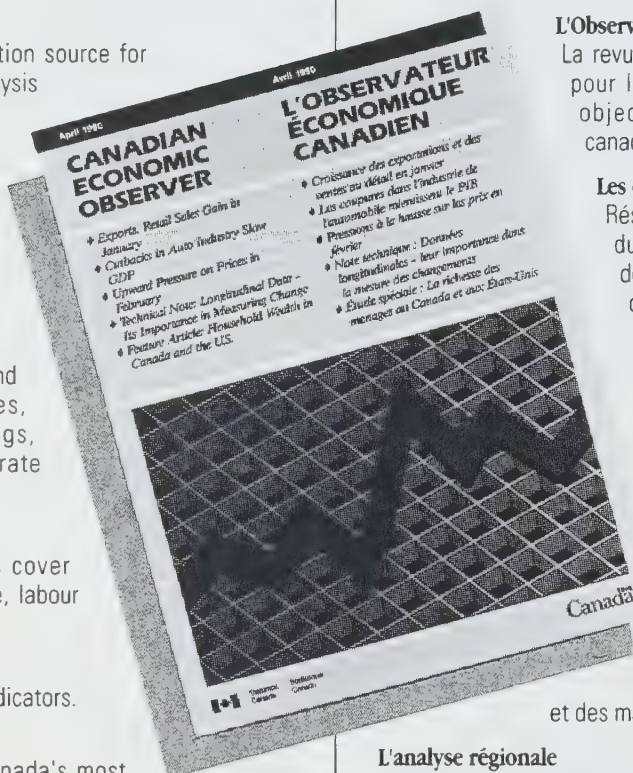 tion source for
ysis
nd
es,
gs,
rate
cover
e, labour
dicators.
nada's most
April 1990
CANADIAN
ECONOMIC
OBSERVER
♦ Exports, Retail Sales Gain in
January
♦ Cutbacks in Auto Industry Slow
GDP
♦ Upward Pressure on Prices in
February
♦ Technical Note: Longitudinal Data -
Its Importance in Measuring Change
♦ Feature Article: Household Wealth in
Canada and the U.S.
Avril 1990
L'OBSERVATEUR
ÉCONOMIQUE
CANADIEN
♦ Croissance des exportations et des
ventes au détail en janvier
♦ Les coupures dans l'industrie de
l'automobile ralentissent le PIB
♦ Pressions à la hausse sur les prix en
février
♦ Note technique : Données
longitudinales - leur importance dans
la mesure des changements
♦ Étude spéciale : La richesse des
ménages au Canada et aux États-Unis
Statistics Canada
Statistique Canada
Canada
L'Observ
La revu
pour l
objec
canad
Les
Rés
du
d
et des ma
L'analyse régionale